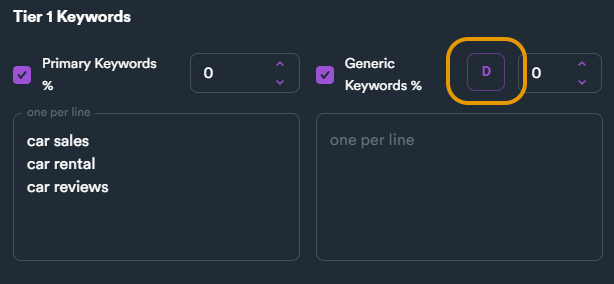 Tier 1 Keywords
Primary Keywords
%
0
Generic
Keywords %
D
0
one per line
car sales
car rental
car reviews
one per line